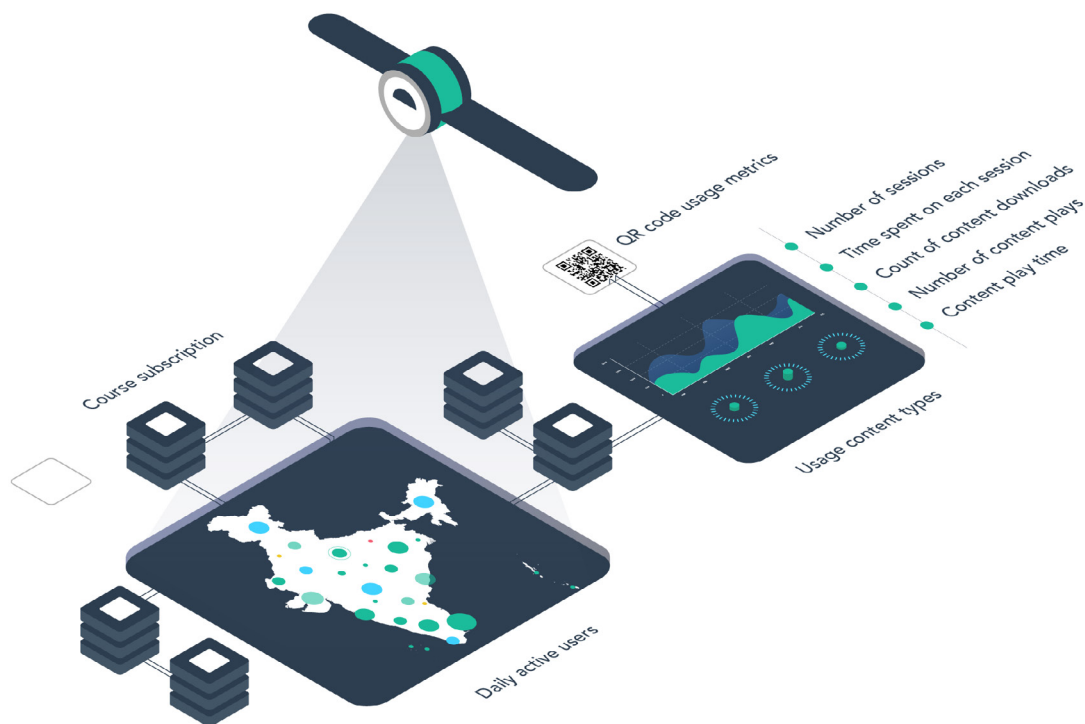 QR code usage metrics
Number of sessions
Time spent on each session
Count of content downloads
Number of content plays
Content play time
Course subscription
Usage content types
Daily active users